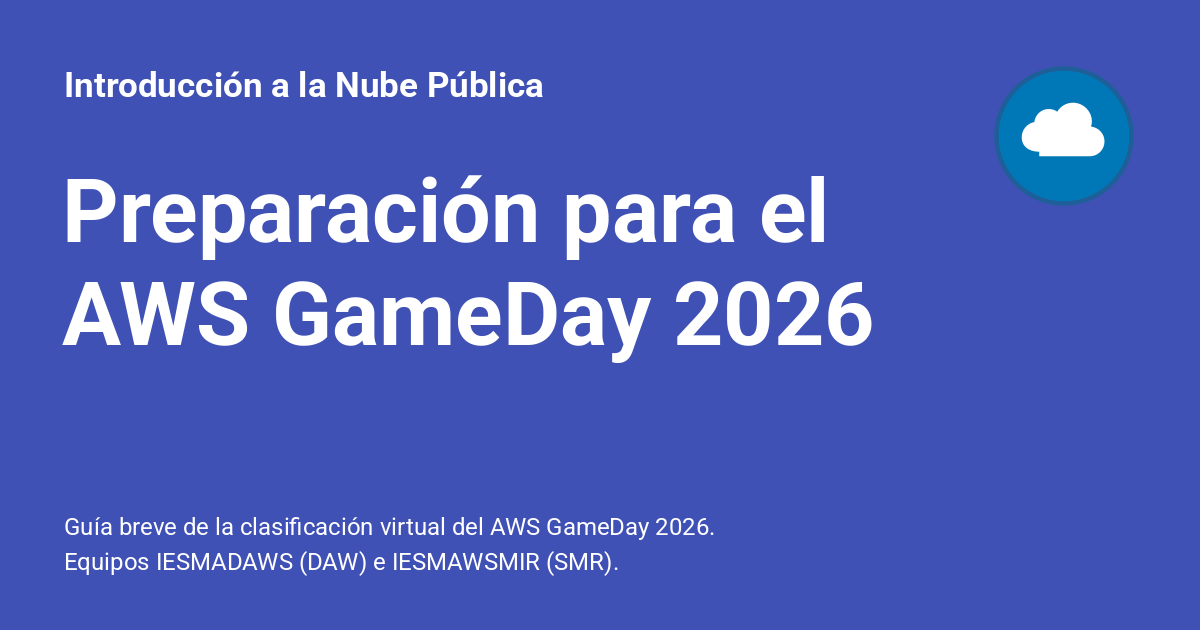 Introducción a la Nube Pública
Preparación para el
AWS GameDay 2026
Guía breve de la clasificación virtual del AWS GameDay 2026.
Equipos IESMADAWS (DAW) e IESMAWSMIR (SMR).